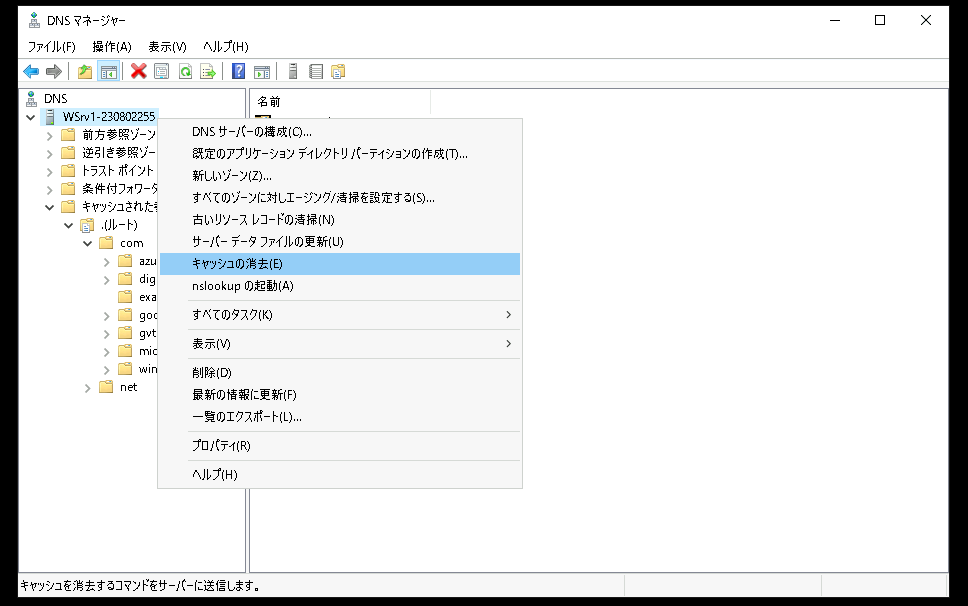 DNS マネージャー
ファイル(F) 操作(A) 表示(V) ヘルプ(H)
DNS
WSrv1-230802255
前方参照ゾーン
逆引き参照ゾー
トラスト ポイント
条件付フォワータ
キャッシュされた
.(ルート)
com
azu
dig
exa
goo
gvt
mic
win
net
名前
DNS サーバーの構成(C)...
既定のアプリケーション ディレクトリ パーティションの作成(T)...
新しいゾーン(Z)...
すべてのゾーンに対しエージング/清掃を設定する(S)...
古いリソース レコードの清掃(N)
サーバー データ ファイルの更新(U)
キャッシュの消去(E)
nslookup の起動(A)
すべてのタスク(K)
表示(V)
削除(D)
最新の情報に更新(F)
一覧のエクスポート(L)...
プロパティ(R)
ヘルプ(H)
キャッシュを消去するコマンドをサーバーに送信します。